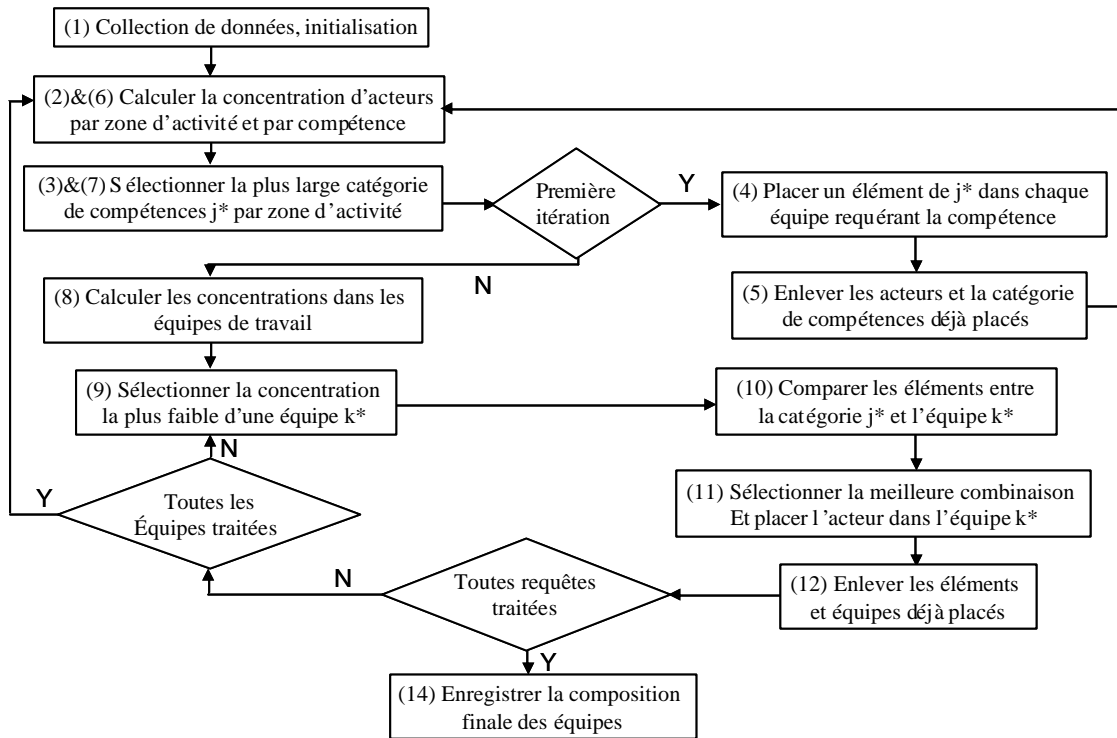 (1) Collection de données, initialisation
(2)&(6) Calculer la concentration d'acteurs
par zone d'activité et par compétence
(3)&(7) S électionner la plus large catégorie
de compétences j* par zone d'activité
Première
itération
Y
(4) Placer un élément de j* dans chaque
équipe requérant la compétence
N
(5) Enlever les acteurs et la catégorie
de compétences déjà placés
(8) Calculer les concentrations dans les
équipes de travail
(9) Sélectionner la concentration
la plus faible d'une équipe k*
(10) Comparer les éléments entre
la catégorie j* et l'équipe k*
N
Y
Toutes les
Équipes traitées
(11) Sélectionner la meilleure combinaison
Et placer l'acteur dans l'équipe k*
N
Toutes requêtes
traitées
(12) Enlever les éléments
et équipes déjà placés
Y
(14) Enregistrer la composition
finale des équipes